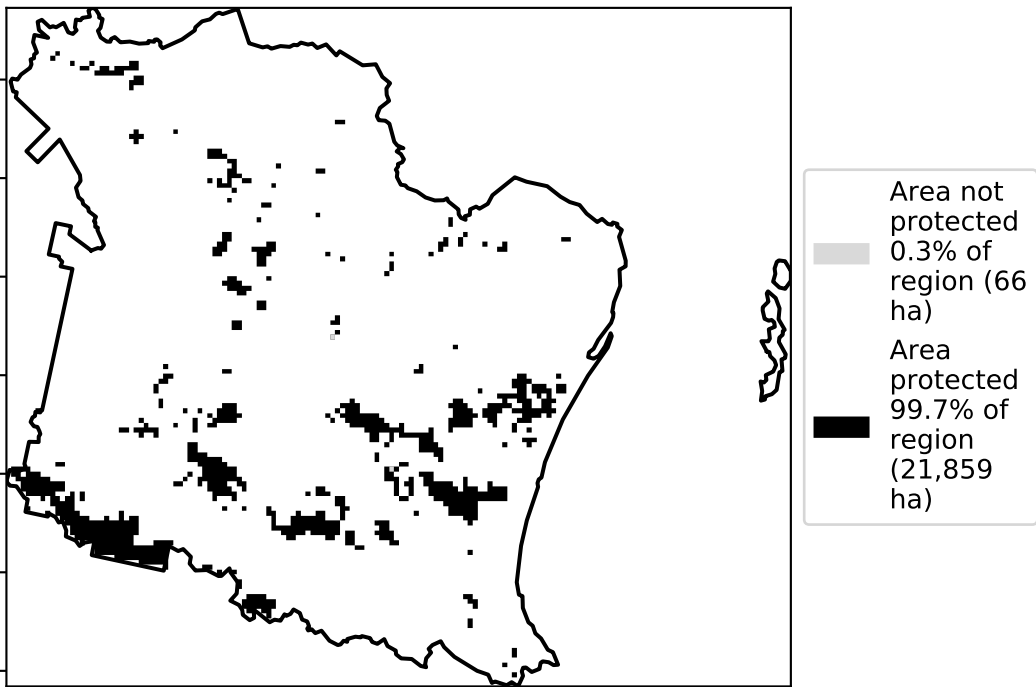 Area not
protected
0.3% of
region (66
ha)
Area
protected
99.7% of
region
(21,859
ha)